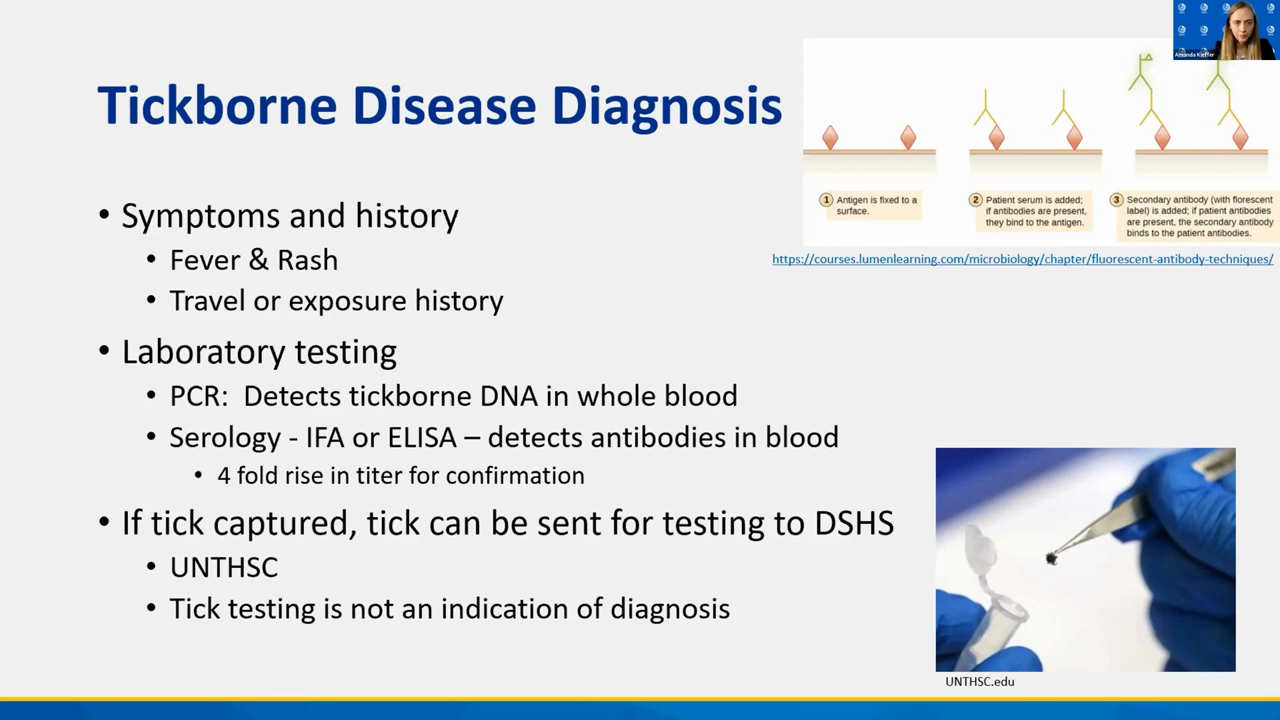 Amanda Kieffer
Tickborne Disease Diagnosis
1 Antigen is fixed to a
surface.
2 Patient serum is added;
if antibodies are present,
they bind to the antigen.
3 Secondary antibody (with florescent
label) is added; if patient antibodies
are present, the secondary antibody
binds to the patient antibodies.
https://courses.lumenlearning.com/microbiology/chapter/fluorescent-antibody-techniques/
• Symptoms and history
• Fever & Rash
• Travel or exposure history
• Laboratory testing
• PCR: Detects tickborne DNA in whole blood
• Serology - IFA or ELISA – detects antibodies in blood
• 4 fold rise in titer for confirmation
• If tick captured, tick can be sent for testing to DSHS
• UNTHSC
• Tick testing is not an indication of diagnosis
UNTHSC.edu